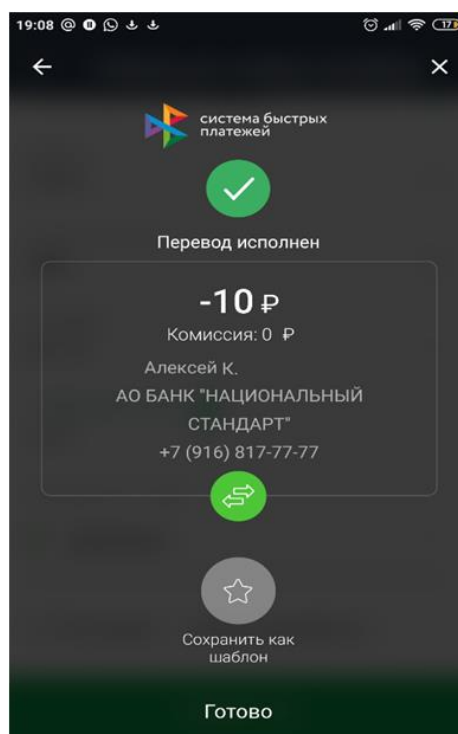 19:08
17
система быстрых
платежей
Перевод исполнен
-10 ₽
Комиссия: 0 ₽
Алексей К.
АО БАНК "НАЦИОНАЛЬНЫЙ
СТАНДАРТ"
+7 (916) 817-77-77
Сохранить как
шаблон
Готово